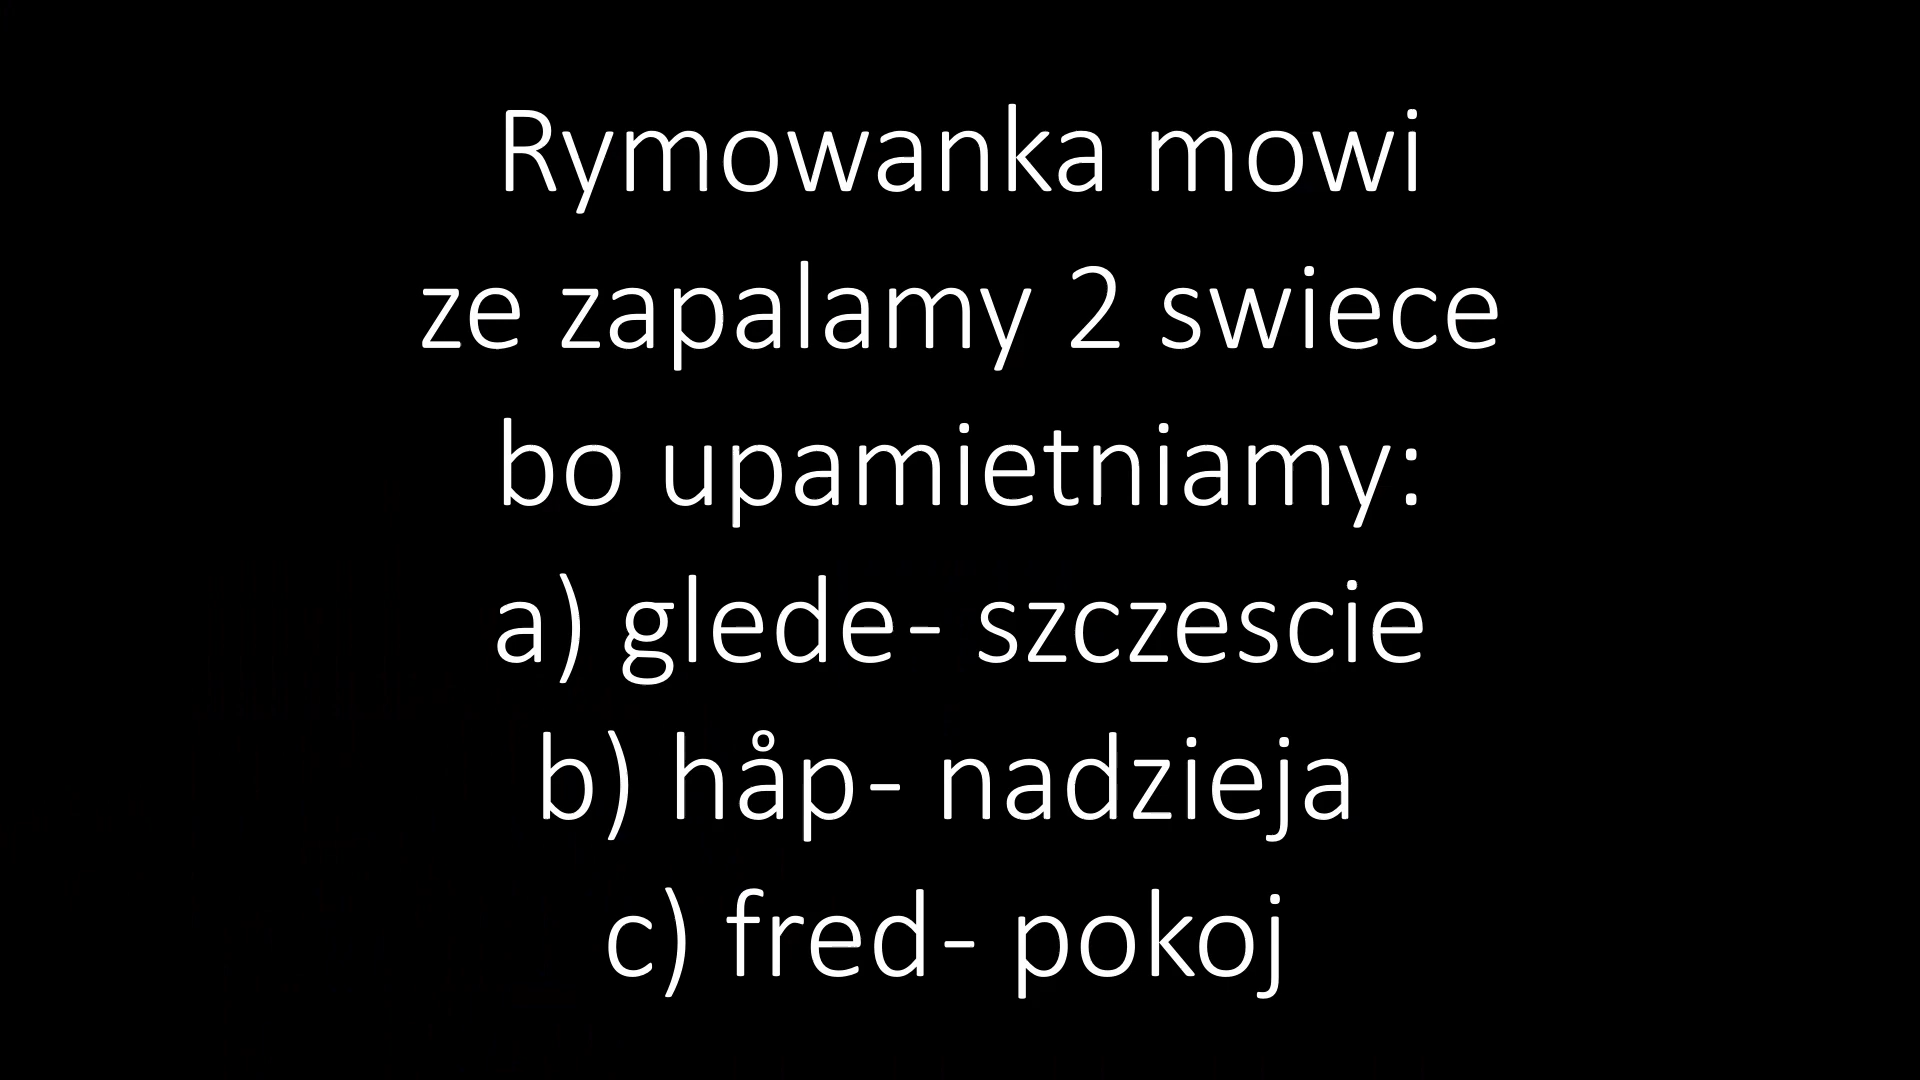 Rymowanka mowi
ze zapalamy 2 swiece
bo upamietniamy:
a) glede- szczescie
b) håp- nadzieja
c) fred- pokoj